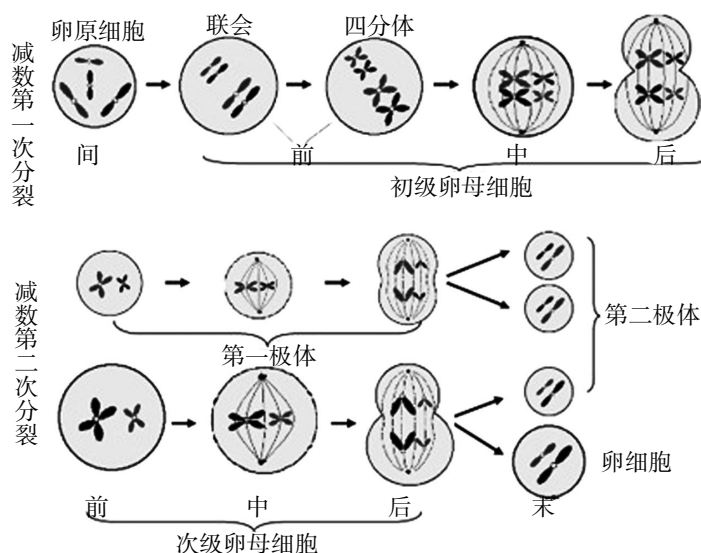 减数第一次分裂
卵原细胞
联会
四分体
间
前
中
后
初级卵母细胞
减数第二次分裂
第一极体
第二极体
卵细胞
前
中
后
末
次级卵母细胞